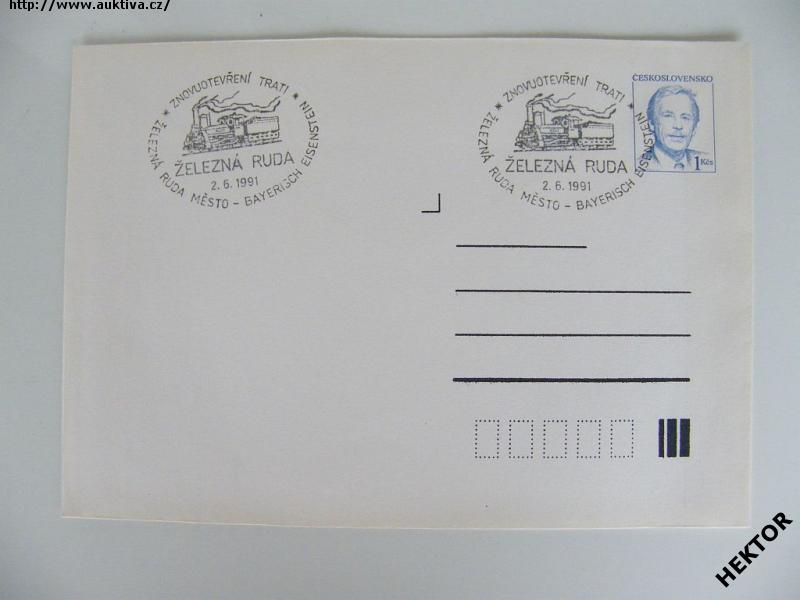 http://www.auktiva.cz/
* ZNOVUOTEVŘENÍ TRATI *
ŽELEZNÁ RUDA
2. 6. 1991
ŽELEZNÁ RUDA MĚSTO - BAYERISCH EISENSTEIN
* ZNOVUOTEVŘENÍ TRATI *
ŽELEZNÁ RUDA
2. 6. 1991
ŽELEZNÁ RUDA MĚSTO - BAYERISCH EISENSTEIN
ČESKOSLOVENSKO
1 Kčs
HEKTOR